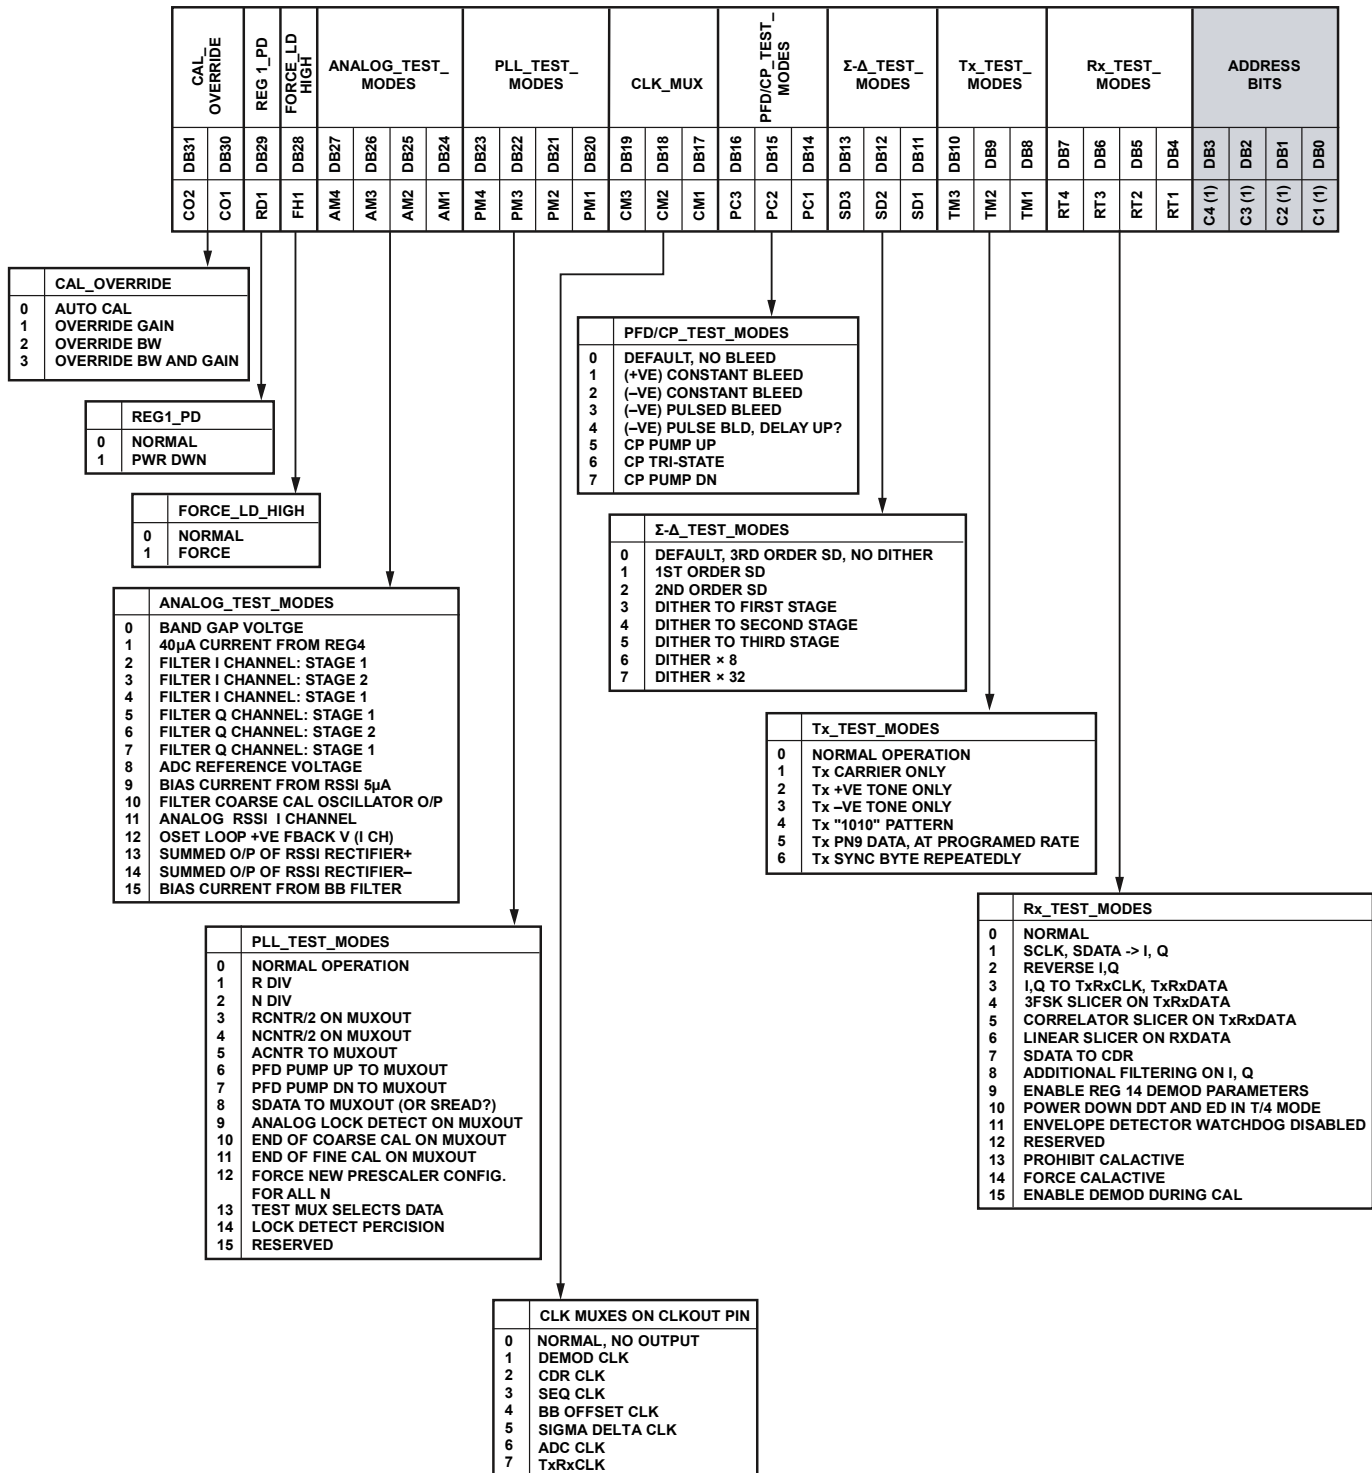 CAL_
OVERRIDE
REG 1_PD
FORCE_LD
HIGH
ANALOG_TEST_
MODES
PLL_TEST_
MODES
CLK_MUX
PFD/CP_TEST_
MODES
Σ-Δ_TEST_
MODES
Tx_TEST_
MODES
Rx_TEST_
MODES
ADDRESS
BITS
DB31 DB30 DB29 DB28 DB27 DB26 DB25 DB24 DB23 DB22 DB21 DB20 DB19 DB18 DB17 DB16 DB15 DB14 DB13 DB12 DB11 DB10 DB9 DB8 DB7 DB6 DB5 DB4 DB3 DB2 DB1 DB0
CO2 CO1 RD1 FH1 AM4 AM3 AM2 AM1 PM4 PM3 PM2 PM1 CM3 CM2 CM1 PC3 PC2 PC1 SD3 SD2 SD1 TM3 TM2 TM1 RT4 RT3 RT2 RT1 C4 (1) C3 (1) C2 (1) C1 (1)
CAL_OVERRIDE
0 AUTO CAL
1 OVERRIDE GAIN
2 OVERRIDE BW
3 OVERRIDE BW AND GAIN
REG1_PD
0 NORMAL
1 PWR DWN
FORCE_LD_HIGH
0 NORMAL
1 FORCE
ANALOG_TEST_MODES
0 BAND GAP VOLTGE
1 40µA CURRENT FROM REG4
2 FILTER I CHANNEL: STAGE 1
3 FILTER I CHANNEL: STAGE 2
4 FILTER I CHANNEL: STAGE 1
5 FILTER Q CHANNEL: STAGE 1
6 FILTER Q CHANNEL: STAGE 2
7 FILTER Q CHANNEL: STAGE 1
8 ADC REFERENCE VOLTAGE
9 BIAS CURRENT FROM RSSI 5µA
10 FILTER COARSE CAL OSCILLATOR O/P
11 ANALOG RSSI I CHANNEL
12 OSET LOOP +VE FBACK V (I CH)
13 SUMMED O/P OF RSSI RECTIFIER+
14 SUMMED O/P OF RSSI RECTIFIER–
15 BIAS CURRENT FROM BB FILTER
PLL_TEST_MODES
0 NORMAL OPERATION
1 R DIV
2 N DIV
3 RCNTR/2 ON MUXOUT
4 NCNTR/2 ON MUXOUT
5 ACNTR TO MUXOUT
6 PFD PUMP UP TO MUXOUT
7 PFD PUMP DN TO MUXOUT
8 SDATA TO MUXOUT (OR SREAD?)
9 ANALOG LOCK DETECT ON MUXOUT
10 END OF COARSE CAL ON MUXOUT
11 END OF FINE CAL ON MUXOUT
12 FORCE NEW PRESCALER CONFIG.
FOR ALL N
13 TEST MUX SELECTS DATA
14 LOCK DETECT PERCISION
15 RESERVED
CLK MUXES ON CLKOUT PIN
0 NORMAL, NO OUTPUT
1 DEMOD CLK
2 CDR CLK
3 SEQ CLK
4 BB OFFSET CLK
5 SIGMA DELTA CLK
6 ADC CLK
7 TxRxCLK
PFD/CP_TEST_MODES
0 DEFAULT, NO BLEED
1 (+VE) CONSTANT BLEED
2 (–VE) CONSTANT BLEED
3 (–VE) PULSED BLEED
4 (–VE) PULSE BLD, DELAY UP?
5 CP PUMP UP
6 CP TRI-STATE
7 CP PUMP DN
Σ-Δ_TEST_MODES
0 DEFAULT, 3RD ORDER SD, NO DITHER
1 1ST ORDER SD
2 2ND ORDER SD
3 DITHER TO FIRST STAGE
4 DITHER TO SECOND STAGE
5 DITHER TO THIRD STAGE
6 DITHER × 8
7 DITHER × 32
Tx_TEST_MODES
0 NORMAL OPERATION
1 Tx CARRIER ONLY
2 Tx +VE TONE ONLY
3 Tx –VE TONE ONLY
4 Tx "1010" PATTERN
5 Tx PN9 DATA, AT PROGRAMED RATE
6 Tx SYNC BYTE REPEATEDLY
Rx_TEST_MODES
0 NORMAL
1 SCLK, SDATA -> I, Q
2 REVERSE I,Q
3 I,Q TO TxRxCLK, TxRxDATA
4 3FSK SLICER ON TxRxDATA
5 CORRELATOR SLICER ON TxRxDATA
6 LINEAR SLICER ON RXDATA
7 SDATA TO CDR
8 ADDITIONAL FILTERING ON I, Q
9 ENABLE REG 14 DEMOD PARAMETERS
10 POWER DOWN DDT AND ED IN T/4 MODE
11 ENVELOPE DETECTOR WATCHDOG DISABLED
12 RESERVED
13 PROHIBIT CALACTIVE
14 FORCE CALACTIVE
15 ENABLE DEMOD DURING CAL